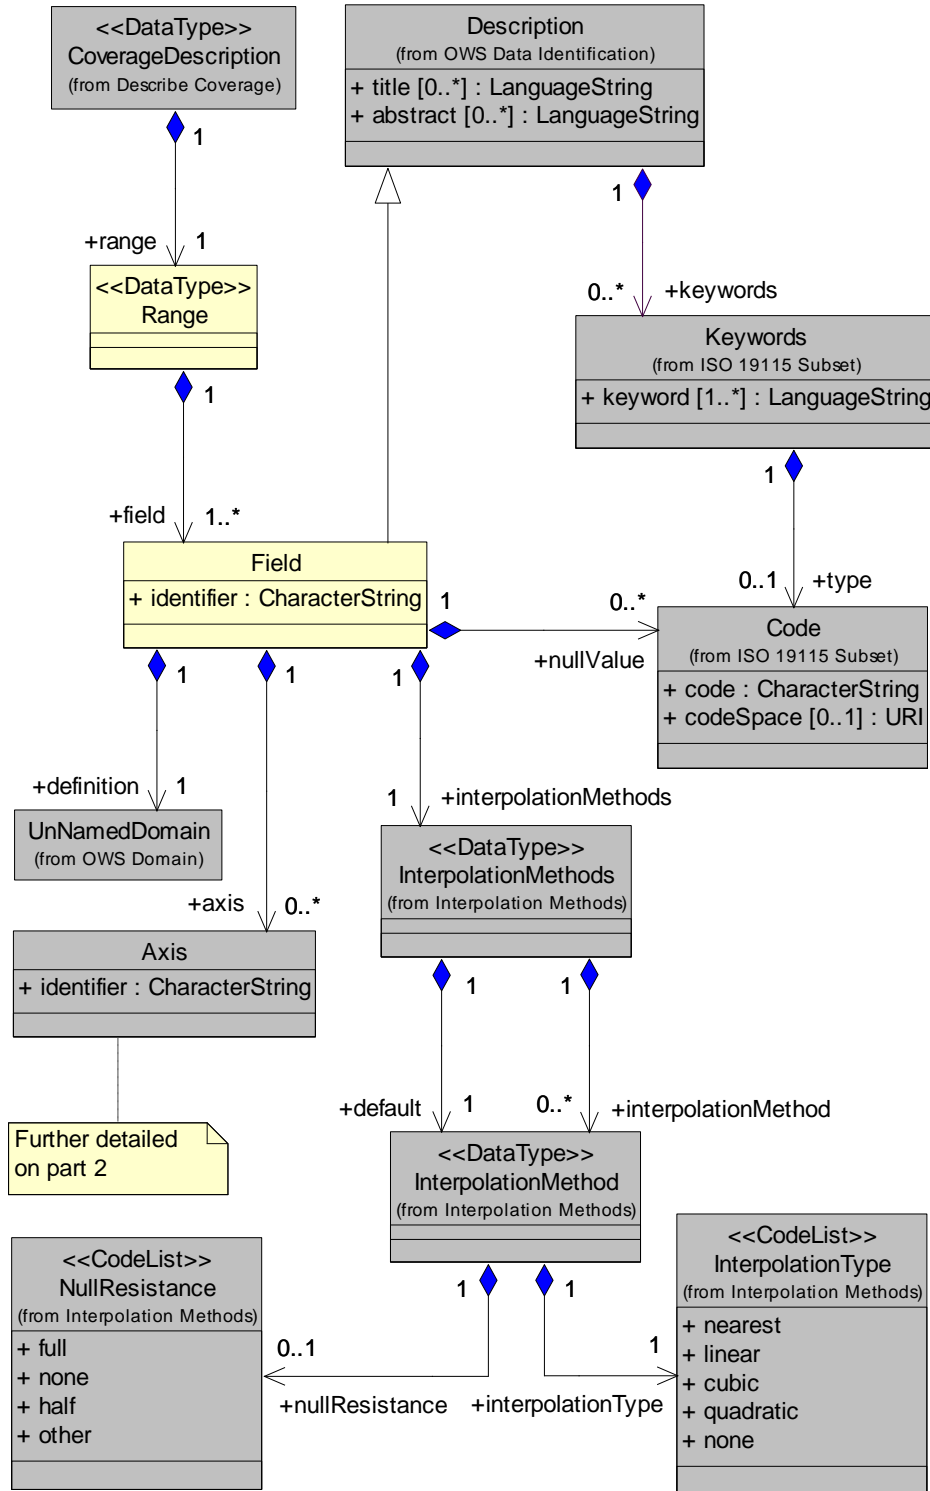 <<DataType>>
CoverageDescription
(from Describe Coverage)
Description
(from OWS Data Identification)
+ title [0..*] : LanguageString
+ abstract [0..*] : LanguageString
1
1
+range
1
<<DataType>>
Range
0..*
+keywords
Keywords
(from ISO 19115 Subset)
+ keyword [1..*] : LanguageString
1
1
+field
1..*
Field
+ identifier : CharacterString
0..1
+type
1
0..*
+nullValue
Code
(from ISO 19115 Subset)
+ code : CharacterString
+ codeSpace [0..1] : URI
1
1
1
+definition
1
UnNamedDomain
(from OWS Domain)
1
+interpolationMethods
<<DataType>>
InterpolationMethods
(from Interpolation Methods)
+axis
0..*
Axis
+ identifier : CharacterString
1
1
+default
1
0..*
+interpolationMethod
Further detailed
on part 2
<<DataType>>
InterpolationMethod
(from Interpolation Methods)
<<CodeList>>
NullResistance
(from Interpolation Methods)
+ full
+ none
+ half
+ other
1
1
0..1
+nullResistance
+interpolationType
1
<<CodeList>>
InterpolationType
(from Interpolation Methods)
+ nearest
+ linear
+ cubic
+ quadratic
+ none